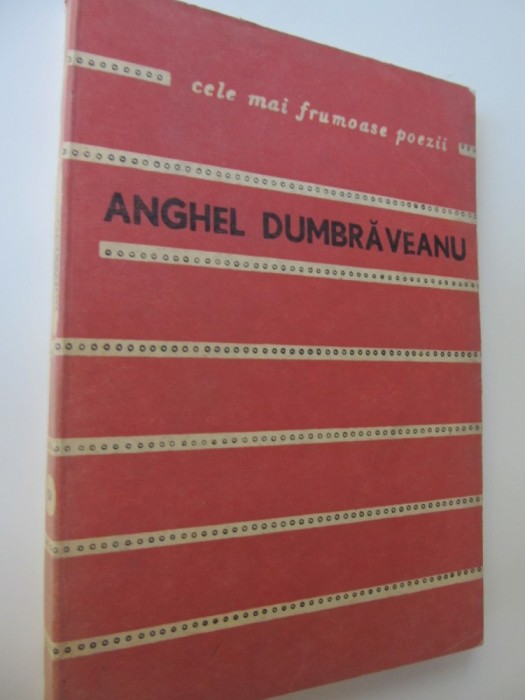 cele mai frumoase poezii
ANGHEL DUMBRĂVEANU